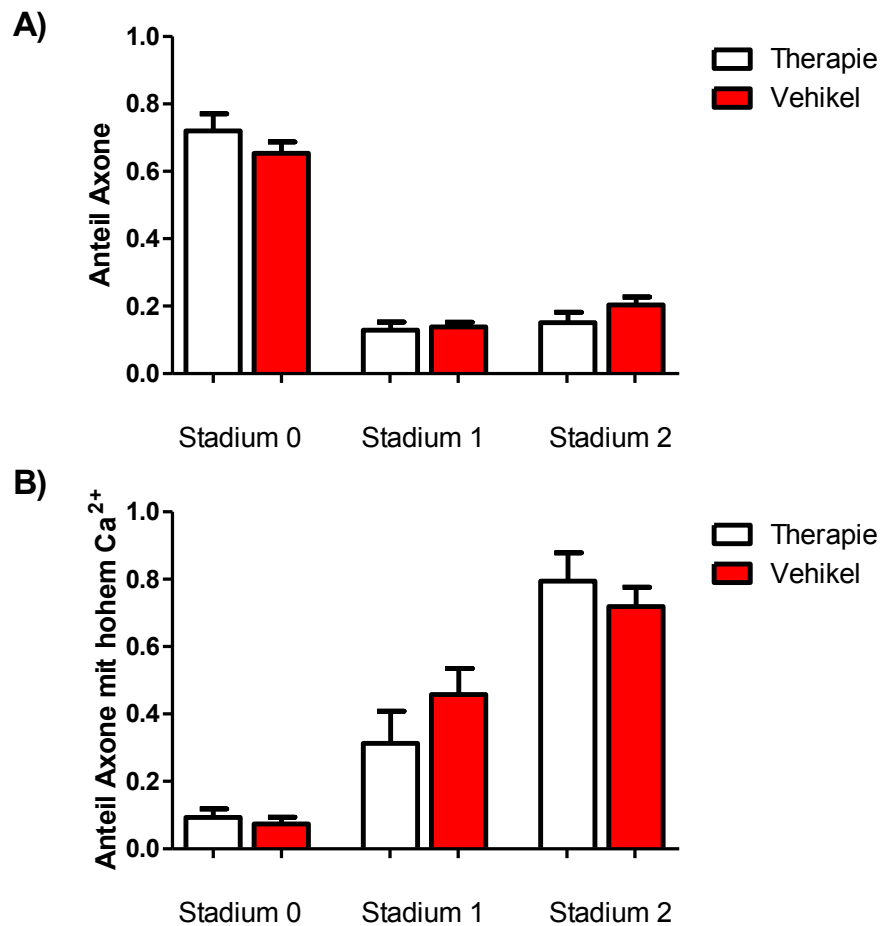 A)
Anteil Axone
1.0
0.8
0.6
0.4
0.2
0.0
Stadium 0 Stadium 1 Stadium 2
Therapie
Vehikel
B)
Anteil Axone mit hohem Ca²⁺
1.0
0.8
0.6
0.4
0.2
0.0
Stadium 0 Stadium 1 Stadium 2
Therapie
Vehikel